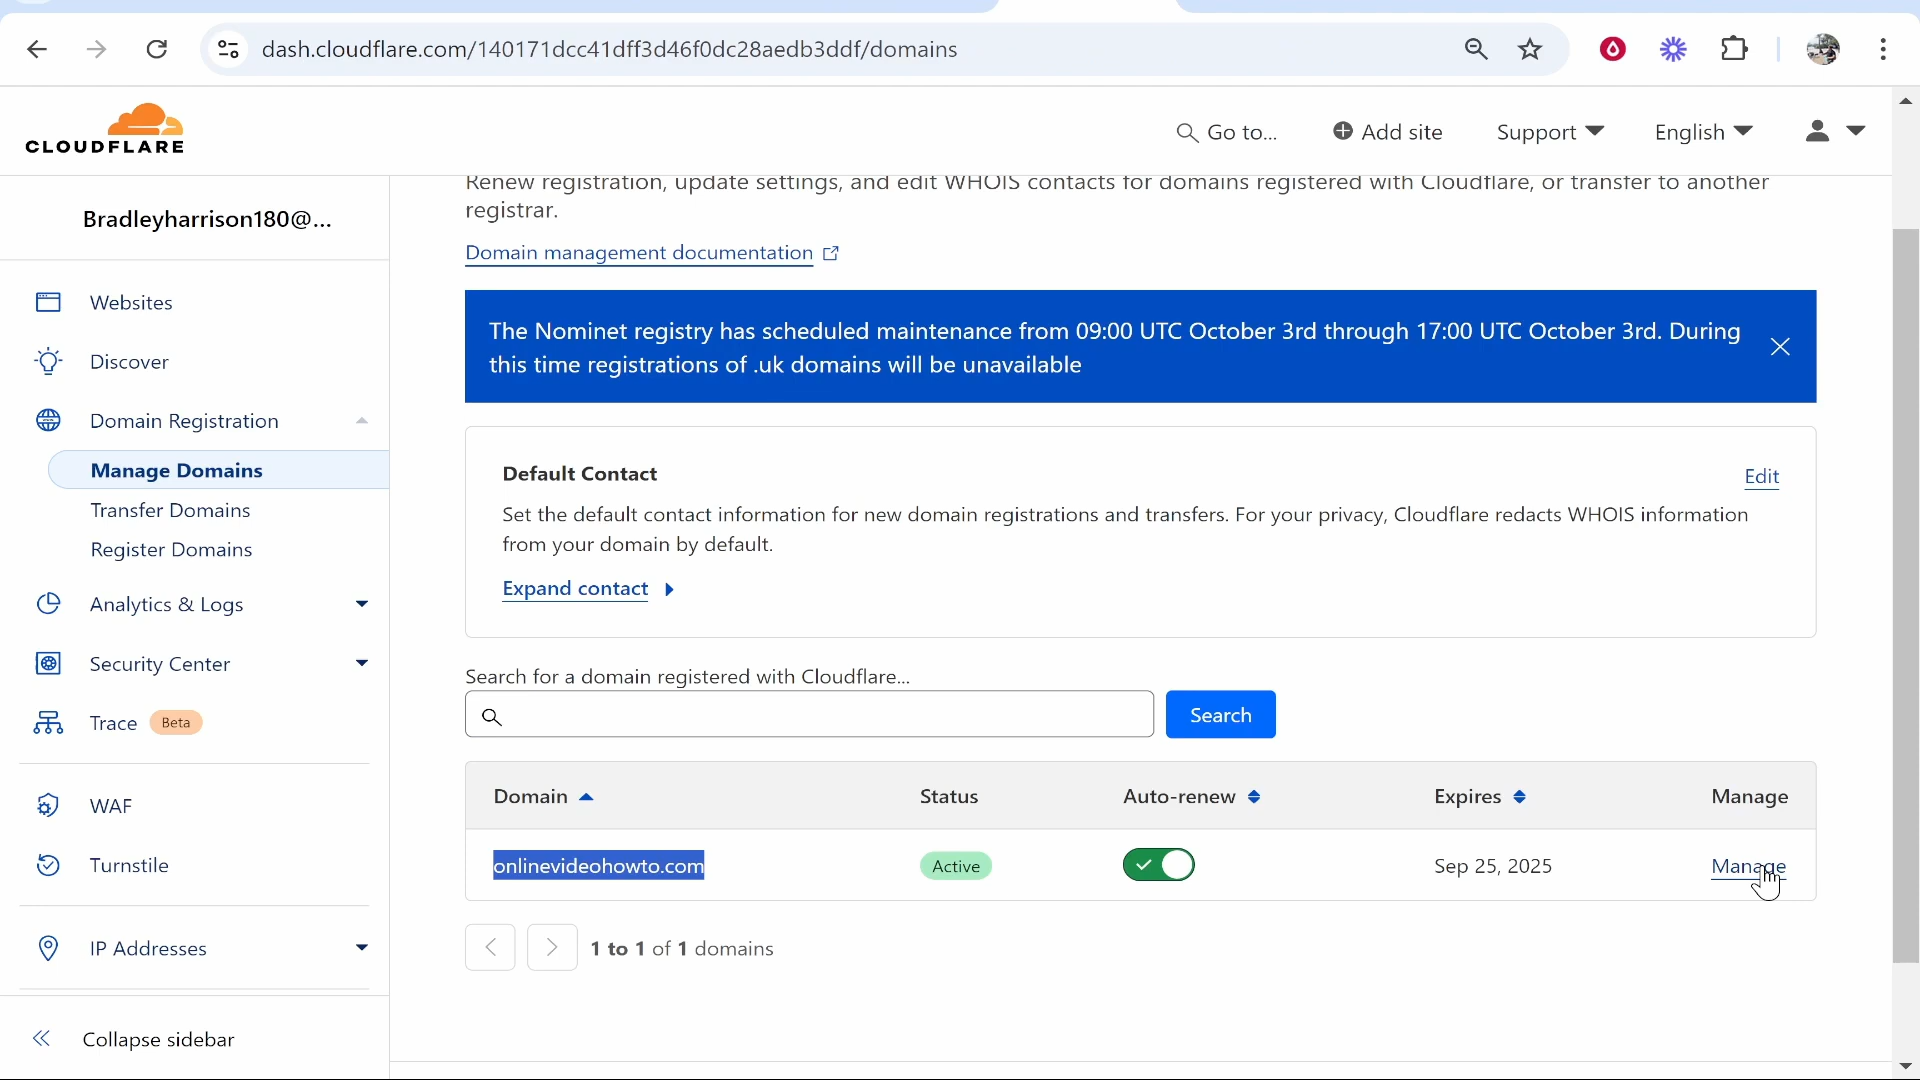 dash.cloudflare.com/140171dcc41dff3d46f0dc28aedb3ddf/domains
CLOUDFLARE
Go to...
Add site
Support
English
Bradleyharrison180@...
Websites
Discover
Domain Registration
Manage Domains
Transfer Domains
Register Domains
Analytics & Logs
Security Center
Trace
Beta
WAF
Turnstile
IP Addresses
Collapse sidebar
Renew registration, update settings, and edit WHOIS contacts for domains registered with Cloudflare, or transfer to another
registrar.
Domain management documentation
The Nominet registry has scheduled maintenance from 09:00 UTC October 3rd through 17:00 UTC October 3rd. During
this time registrations of .uk domains will be unavailable
Default Contact
Edit
Set the default contact information for new domain registrations and transfers. For your privacy, Cloudflare redacts WHOIS information
from your domain by default.
Expand contact
Search for a domain registered with Cloudflare...
Search
Domain Status Auto-renew Expires Manage
onlinevideohowto.com Active Sep 25, 2025 Manage
1 to 1 of 1 domains